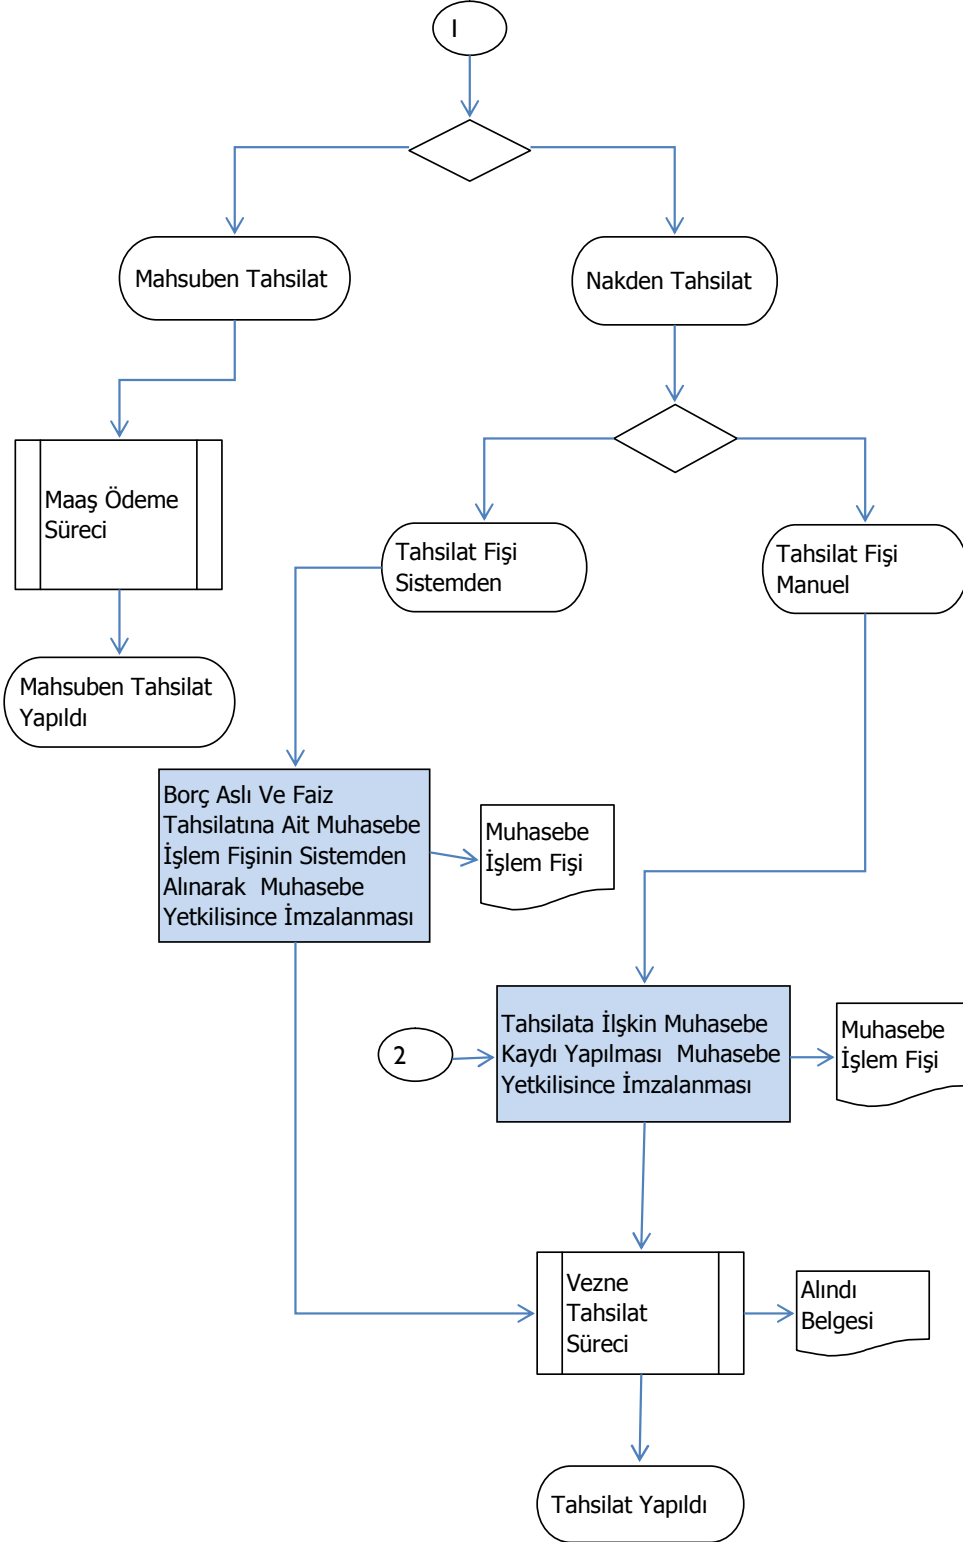 1
Mahsuben Tahsilat
Nakden Tahsilat
Maaş Ödeme
Süreci
Tahsilat Fişi
Sistemden
Tahsilat Fişi
Manuel
Mahsuben Tahsilat
Yapıldı
Borç Aslı Ve Faiz
Tahsilatına Ait Muhasebe
İşlem Fişinin Sistemden
Alınarak  Muhasebe
Yetkilisince İmzalanması
Muhasebe
İşlem Fişi
2
Tahsilata İlşkin Muhasebe
Kaydı Yapılması  Muhasebe
Yetkilisince İmzalanması
Muhasebe
İşlem Fişi
Vezne
Tahsilat
Süreci
Alındı
Belgesi
Tahsilat Yapıldı